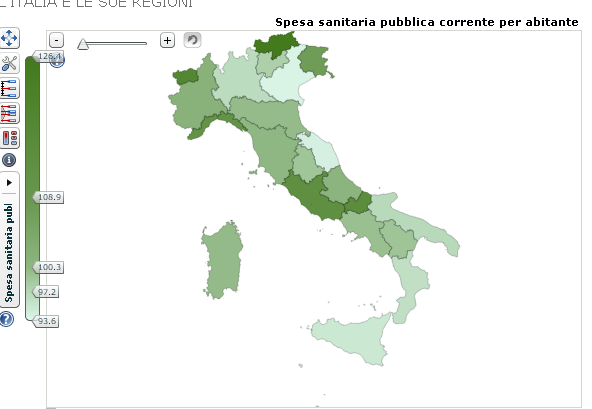 L'ITALIA E LE SUE REGIONI
Spesa sanitaria pubblica corrente per abitante
-
+
126.4
108.9
100.3
97.2
93.6
Spesa sanitaria publ
i
?